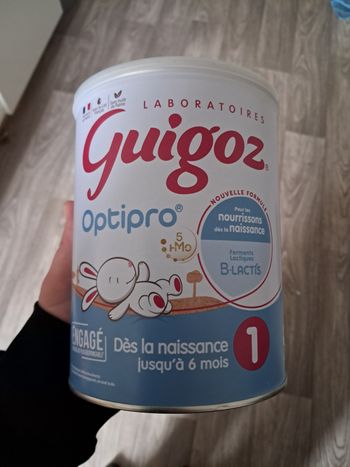 LABORATOIRES
Guigoz
Optipro®
5
HMO
NOUVELLE FORMULE
Pour les
nourrissons
dès la naissance
Ferments
Lactiques
B-LACTIS
ENGAGÉ
Dès la naissance
jusqu'à 6 mois
1